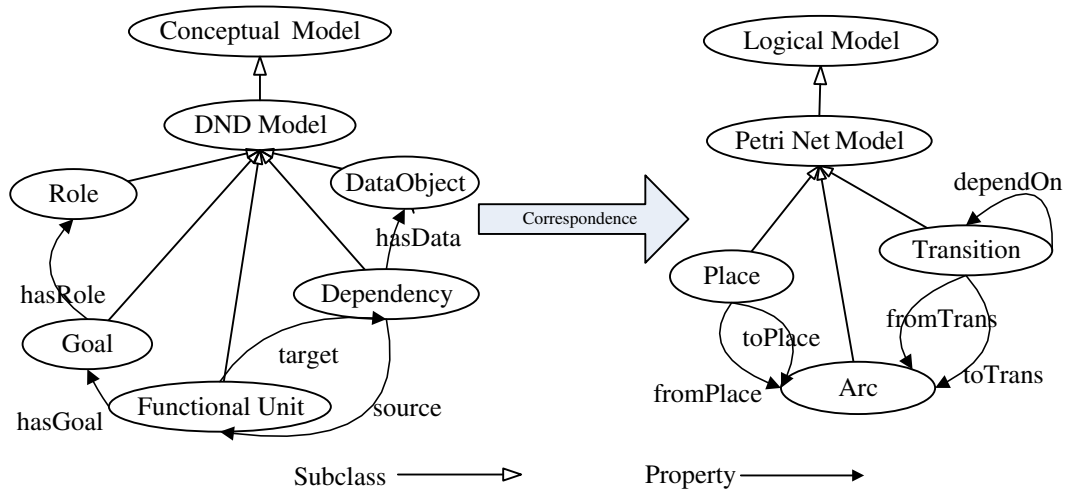 Conceptual Model
Logical Model
DND Model
Petri Net Model
Role
DataObject
dependOn
Correspondence
hasData
Transition
Place
Dependency
hasRole
fromTrans
Goal
toPlace
target
toTrans
fromPlace
Arc
Functional Unit
source
hasGoal
Subclass
Property